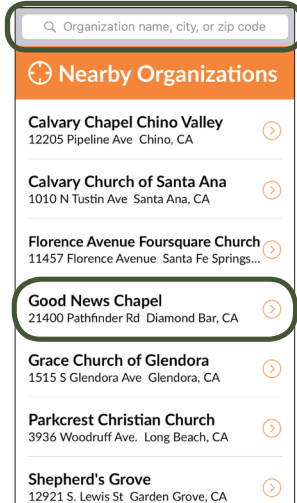 Organization name, city, or zip code
Nearby Organizations
Calvary Chapel Chino Valley
12205 Pipeline Ave Chino, CA
Calvary Church of Santa Ana
1010 N Tustin Ave Santa Ana, CA
Florence Avenue Foursquare Church
11457 Florence Avenue Santa Fe Springs...
Good News Chapel
21400 Pathfinder Rd Diamond Bar, CA
Grace Church of Glendora
1515 S Glendora Ave Glendora, CA
Parkcrest Christian Church
3936 Woodruff Ave. Long Beach, CA
Shepherd's Grove
12921 S. Lewis St Garden Grove, CA